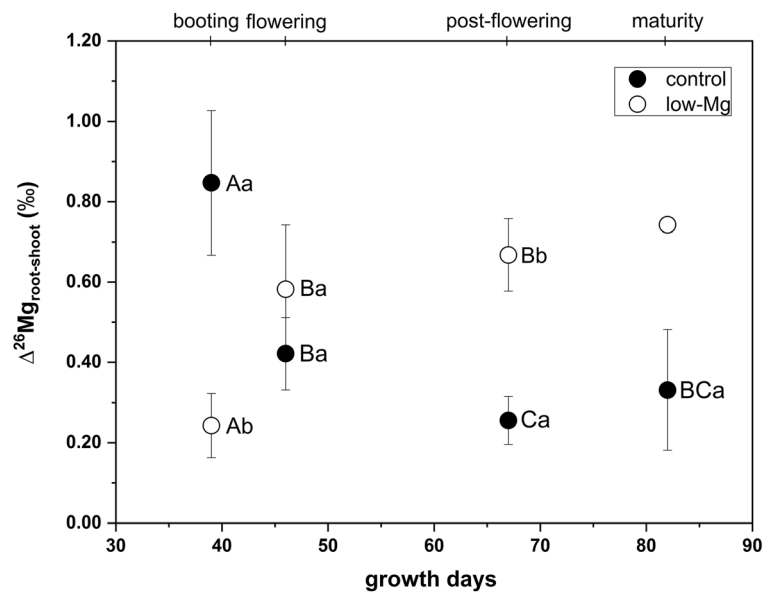 booting flowering post-flowering maturity
1.20
1.00
0.80
0.60
0.40
0.20
0.00
Δ²⁶Mg root-shoot (‰)
control
low-Mg
Aa
Ba
Bb
Ba
BCa
Ab
Ca
30 40 50 60 70 80 90
growth days